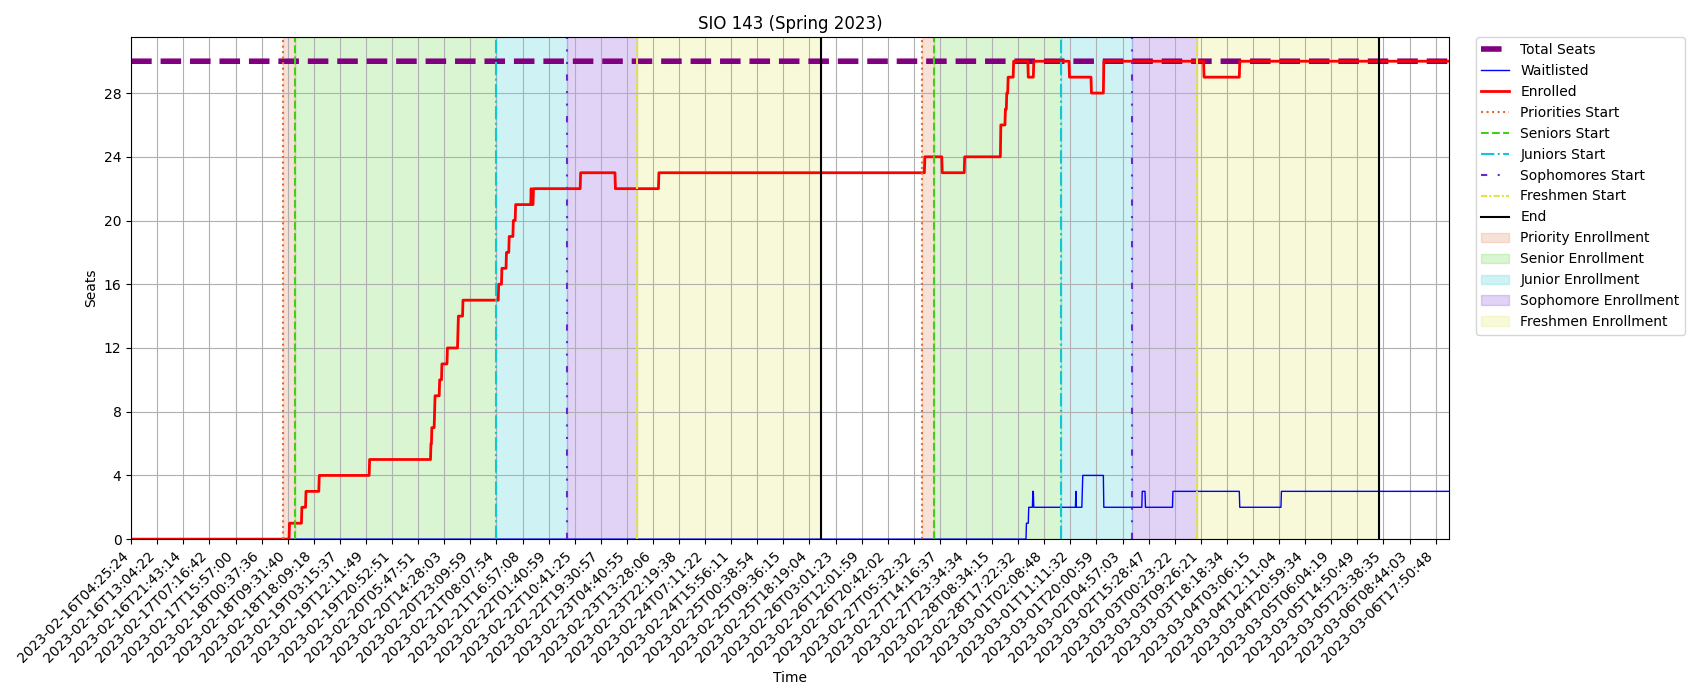 SIO 143 (Spring 2023)
Total Seats
Waitlisted
Enrolled
Priorities Start
Seniors Start
Juniors Start
Sophomores Start
Freshmen Start
End
Priority Enrollment
Senior Enrollment
Junior Enrollment
Sophomore Enrollment
Freshmen Enrollment
Seats
28
24
20
16
12
8
4
0
2023-02-16T04:25:24
2023-02-16T13:04:22
2023-02-16T21:43:14
2023-02-17T07:16:42
2023-02-17T15:57:00
2023-02-18T00:37:36
2023-02-18T09:31:40
2023-02-18T18:09:18
2023-02-19T03:15:37
2023-02-19T12:11:49
2023-02-19T20:52:51
2023-02-20T05:47:51
2023-02-20T14:28:03
2023-02-20T23:09:59
2023-02-21T08:07:54
2023-02-21T16:57:08
2023-02-22T01:40:59
2023-02-22T10:41:25
2023-02-22T19:30:57
2023-02-23T04:40:55
2023-02-23T13:28:06
2023-02-23T22:19:38
2023-02-24T07:11:22
2023-02-24T15:56:11
2023-02-25T00:38:54
2023-02-25T09:36:15
2023-02-25T18:19:04
2023-02-26T03:01:23
2023-02-26T12:01:59
2023-02-26T20:42:02
2023-02-27T05:32:32
2023-02-27T14:16:37
2023-02-27T23:34:34
2023-02-28T08:34:15
2023-02-28T17:22:32
2023-03-01T02:08:48
2023-03-01T11:11:32
2023-03-01T20:00:59
2023-03-02T04:57:03
2023-03-02T15:28:47
2023-03-03T00:23:22
2023-03-03T09:26:21
2023-03-03T18:18:34
2023-03-04T03:06:15
2023-03-04T12:11:04
2023-03-04T20:59:34
2023-03-05T06:04:19
2023-03-05T14:50:49
2023-03-05T23:38:35
2023-03-06T08:44:03
2023-03-06T17:50:48
Time